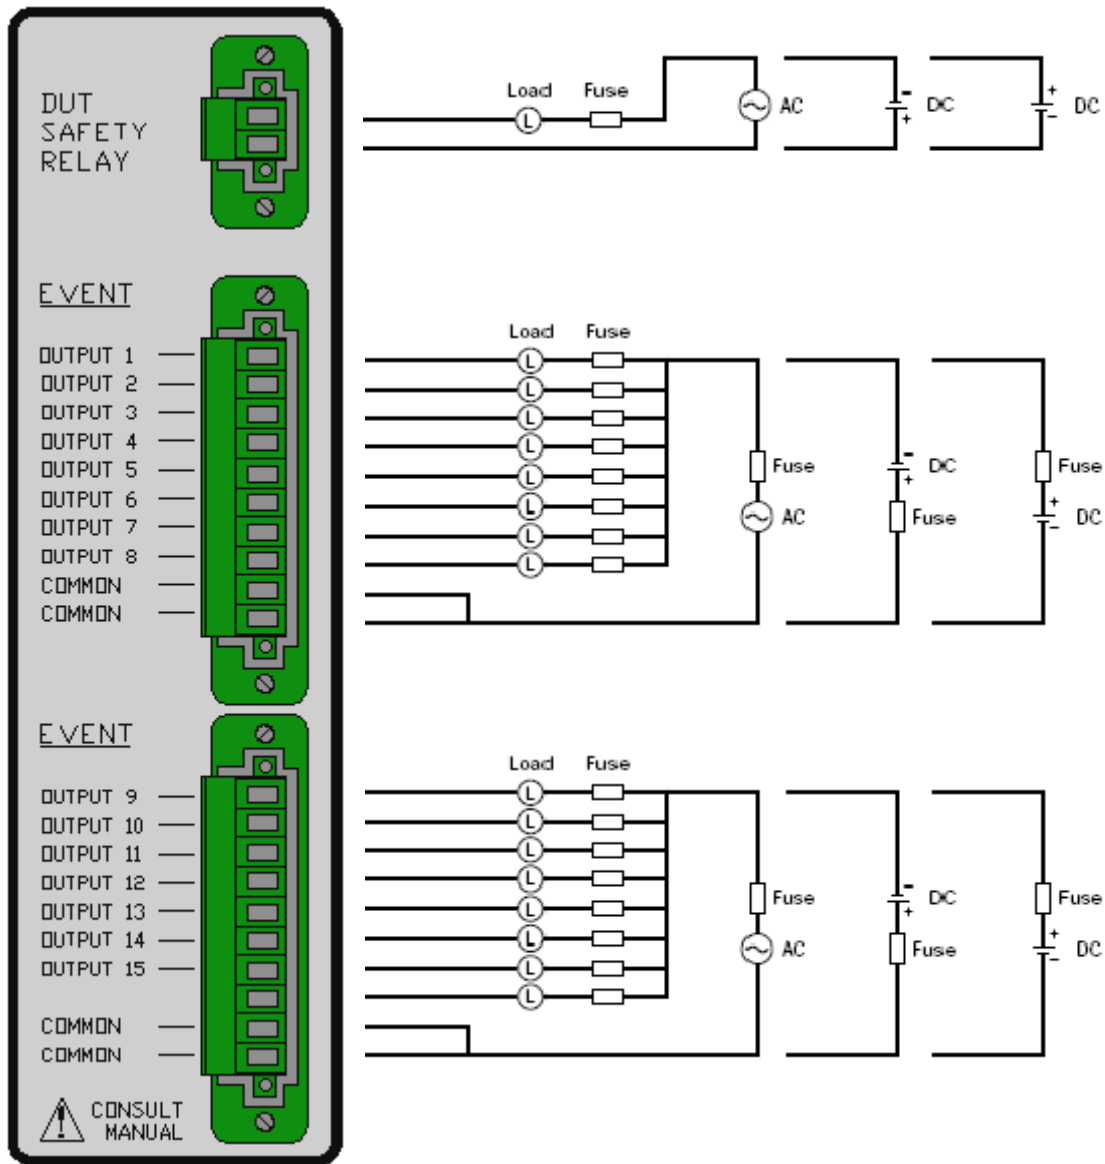 DUT
SAFETY
RELAY
Load Fuse
L
AC
- DC +
+ DC -
EVENT
OUTPUT 1
OUTPUT 2
OUTPUT 3
OUTPUT 4
OUTPUT 5
OUTPUT 6
OUTPUT 7
OUTPUT 8
COMMON
COMMON
Load Fuse
L
L
L
L
L
L
L
L
Fuse
AC
- DC +
Fuse
Fuse
+ DC -
EVENT
OUTPUT 9
OUTPUT 10
OUTPUT 11
OUTPUT 12
OUTPUT 13
OUTPUT 14
OUTPUT 15
COMMON
COMMON
Load Fuse
L
L
L
L
L
L
L
L
Fuse
AC
- DC +
Fuse
Fuse
+ DC -
! CONSULT
MANUAL